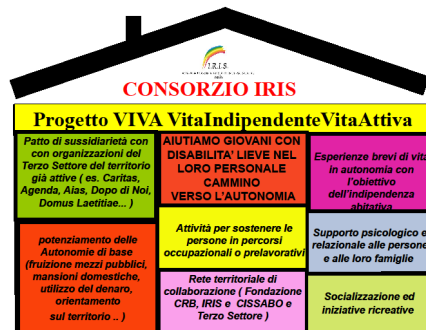 I.R.I.S.
CONSORZIO IRIS
Progetto VIVA VitaIndipendenteVitaAttiva
Patto di sussidiarietà con
con organizzazioni del
Terzo Settore del territorio
già attive ( es. Caritas,
Agenda, Aias, Dopo di Noi,
Domus Laetitiae... )
potenziamento delle
Autonomie di base
(fruizione mezzi pubblici,
mansioni domestiche,
utilizzo del denaro,
orientamento
sul territorio .. )
AIUTIAMO GIOVANI CON
DISABILITA' LIEVE NEL
LORO PERSONALE
CAMMINO
VERSO L'AUTONOMIA
Attività per sostenere le
persone in percorsi
occupazionali o prelavorativi
Rete territoriale di
collaborazione ( Fondazione
CRB, IRIS e CISSABO e
Terzo Settore )
Esperienze brevi di vita
in autonomia con
l'obiettivo
dell'indipendenza
abitativa
Supporto psicologico e
relazionale alle persone
e alle loro famiglie
Socializzazione ed
iniziative ricreative